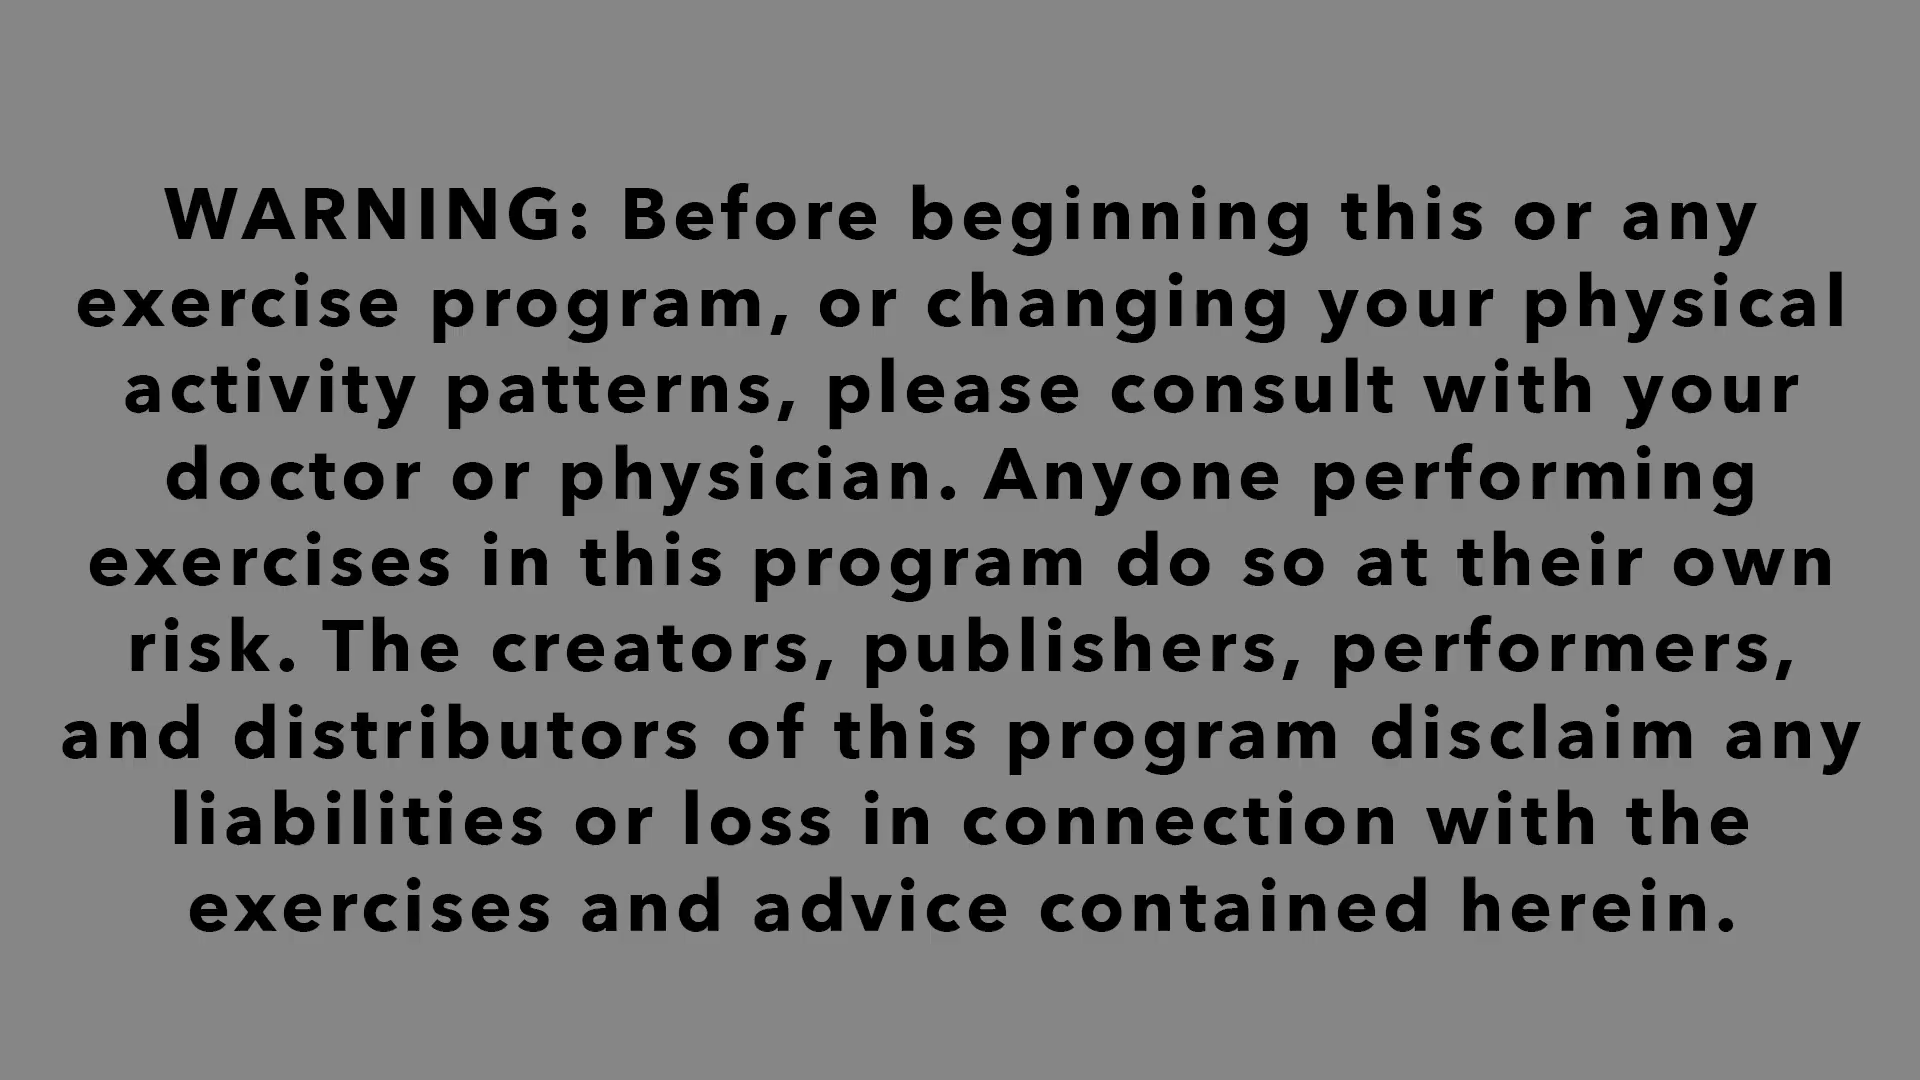 WARNING: Before beginning this or any
exercise program, or changing your physical
activity patterns, please consult with your
doctor or physician. Anyone performing
exercises in this program do so at their own
risk. The creators, publishers, performers,
and distributors of this program disclaim any
liabilities or loss in connection with the
exercises and advice contained herein.